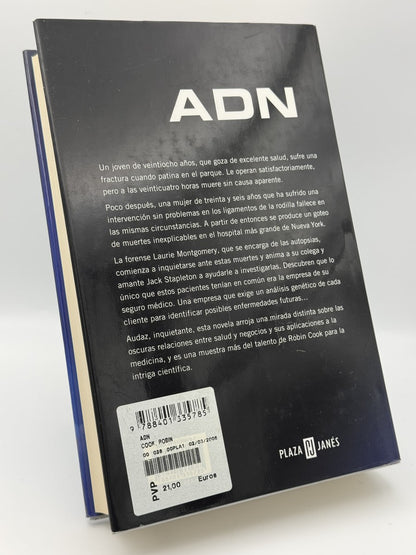 ADN
Un joven de veintiocho años, que goza de excelente salud, sufre una
fractura cuando patina en el parque. Le operan satisfactoriamente,
pero a las veinticuatro horas muere sin causa aparente.
Poco después, una mujer de treinta y seis años que ha sufrido una
intervención sin problemas en los ligamentos de la rodilla fallece en
las mismas circunstancias. A partir de entonces se produce un goteo
de muertes inexplicables en el hospital más grande de Nueva York.
La forense Laurie Montgomery, que se encarga de las autopsias,
comienza a inquietarse ante estas muertes y anima a su colega y
amante Jack Stapleton a ayudarle a investigarlas. Descubren que lo
único que estos pacientes tenían en común era la empresa de su
seguro médico. Una empresa que exige un análisis genético de cada
cliente para identificar posibles enfermedades futuras...
Audaz, inquietante, esta novela arroja una mirada distinta sobre las
oscuras relaciones entre salud y negocios y sus aplicaciones a la
medicina, y es una muestra más del talento de Robin Cook para la
intriga científica.
9 788401 335785
ADN
COOK, ROBIN
00 028 00PLA1 02/03/2006
PVP 21,00 Euros
PLAZA JANÉS